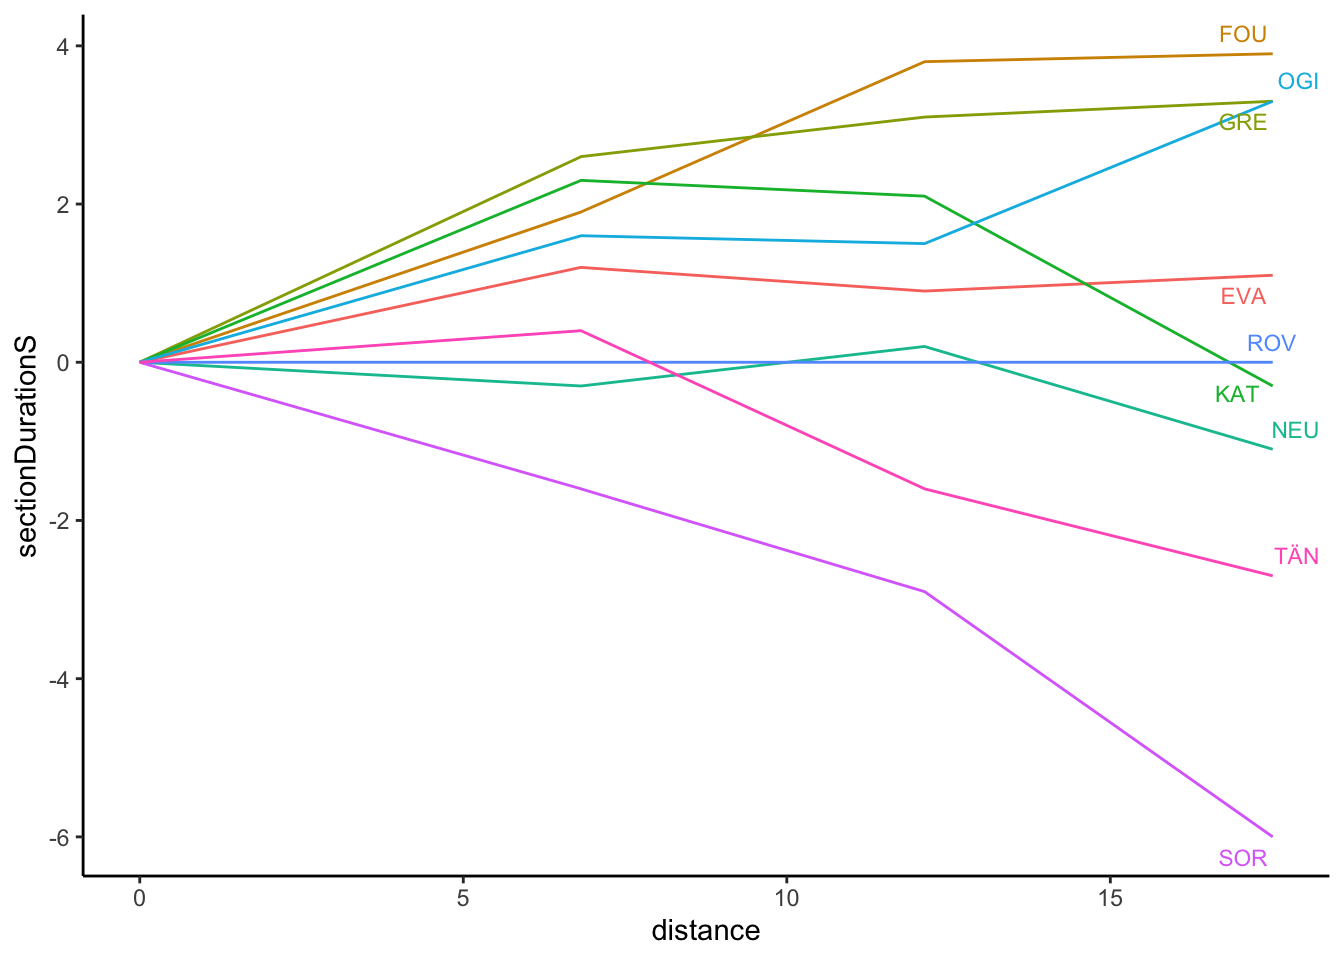 FOU
4
OGI
GRE
2
EVA
ROV
0
KAT
NEU
sectionDurationS
-2
TÄN
-4
-6
SOR
0 5 10 15
distance